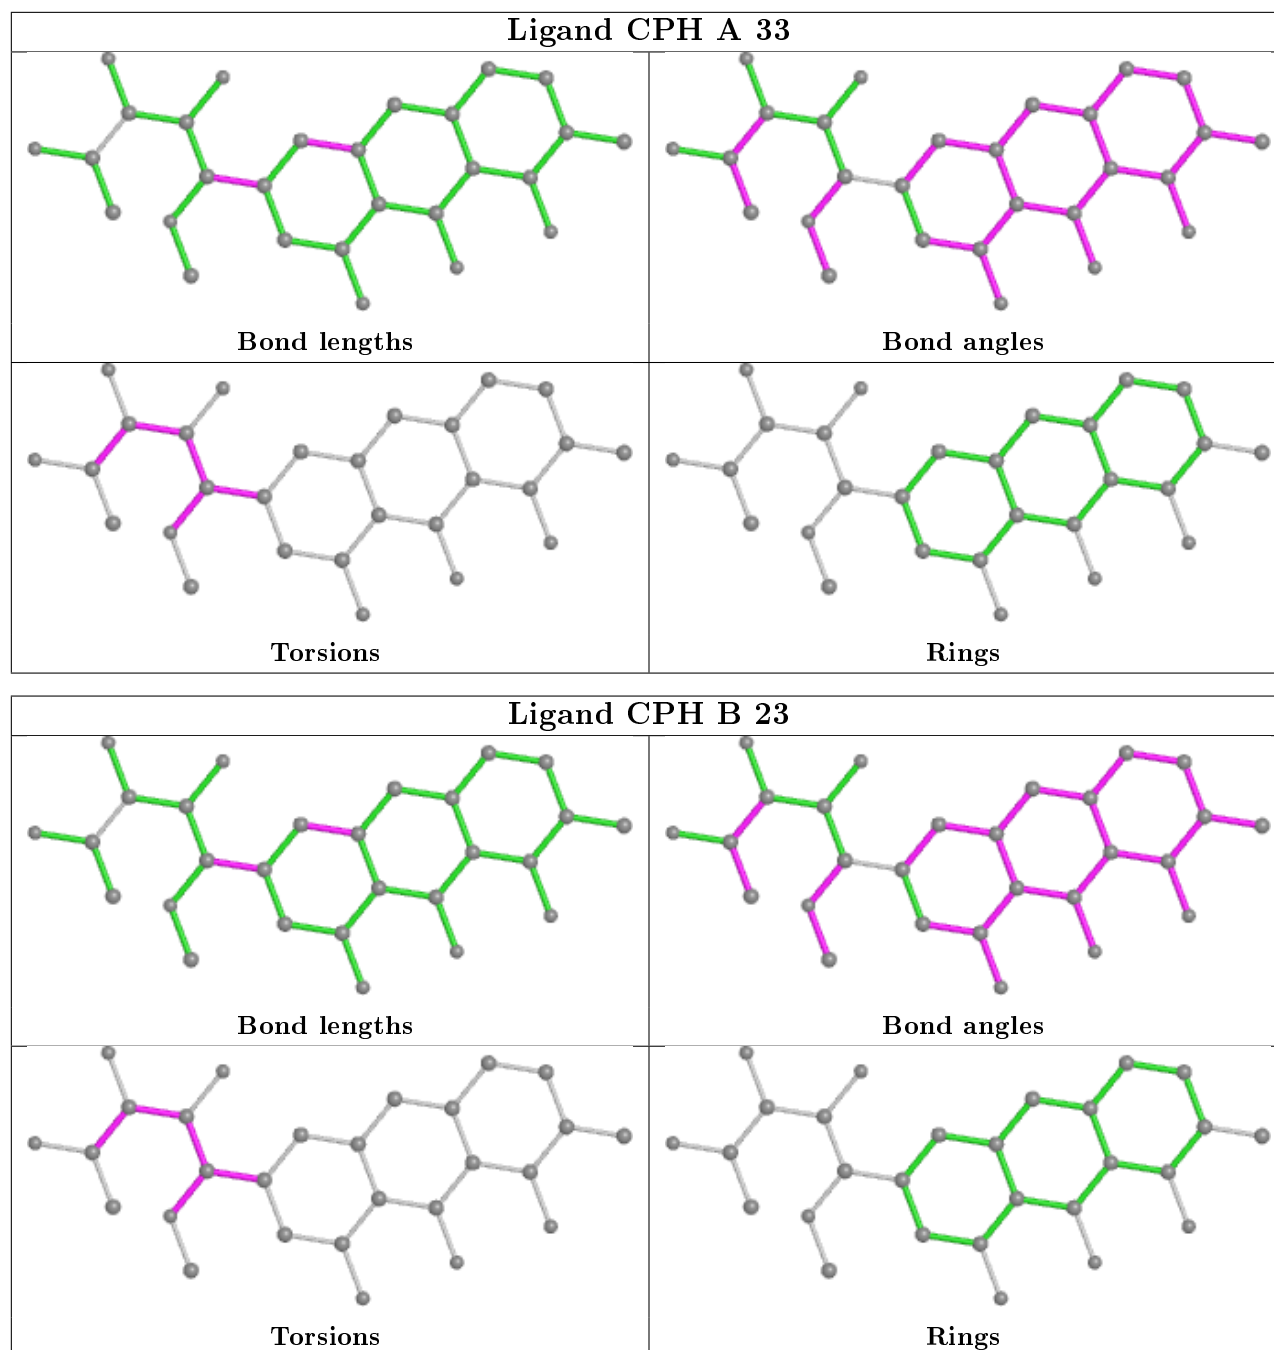 Ligand CPH A 33
Bond lengths
Bond angles
Torsions
Rings
Ligand CPH B 23
Bond lengths
Bond angles
Torsions
Rings